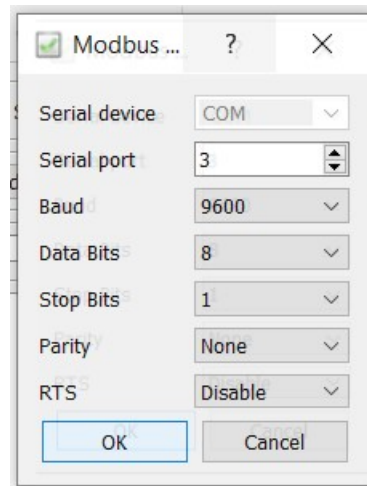 Modbus ... ?
Serial device COM
Serial port 3
Baud 9600
Data Bits 8
Stop Bits 1
Parity None
RTS Disable
OK Cancel